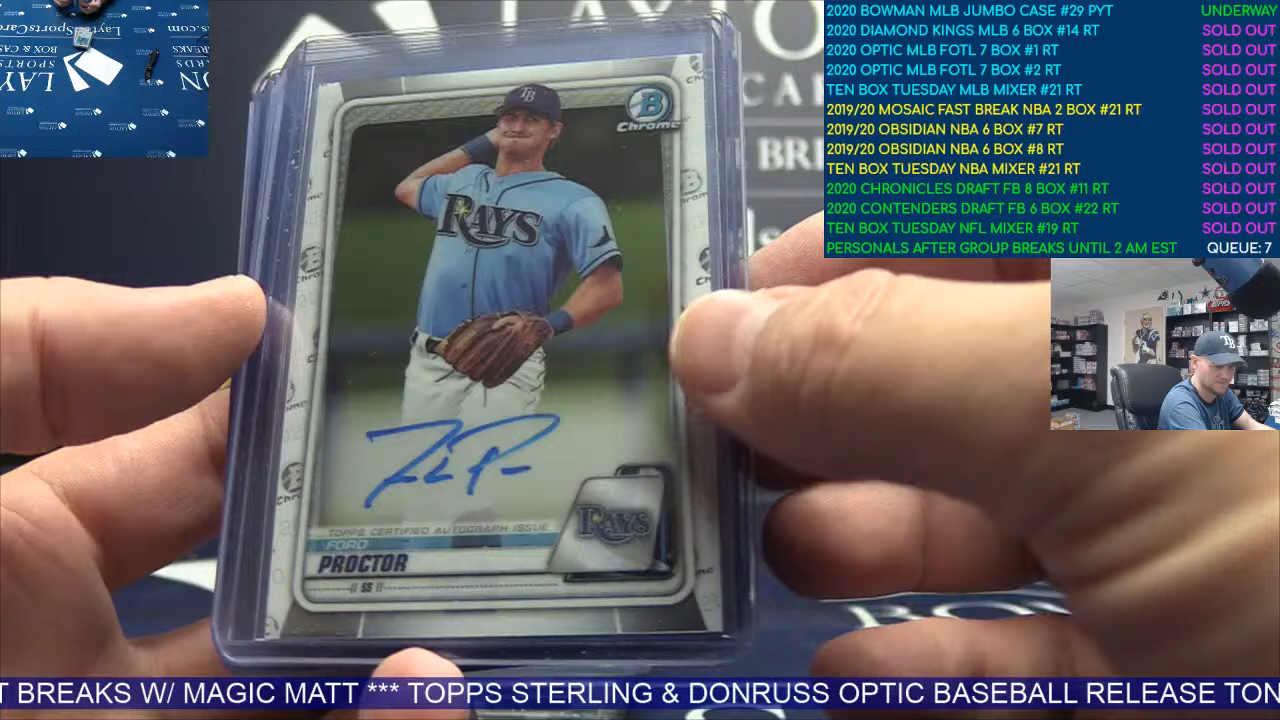 2020 BOWMAN MLB JUMBO CASE #29 PYT UNDERWAY
2020 DIAMOND KINGS MLB 6 BOX #14 RT SOLD OUT
2020 OPTIC MLB FOTL 7 BOX #1 RT SOLD OUT
2020 OPTIC MLB FOTL 7 BOX #2 RT SOLD OUT
TEN BOX TUESDAY MLB MIXER #21 RT SOLD OUT
2019/20 MOSAIC FAST BREAK NBA 2 BOX #21 RT SOLD OUT
2019/20 OBSIDIAN NBA 6 BOX #7 RT SOLD OUT
2019/20 OBSIDIAN NBA 6 BOX #8 RT SOLD OUT
TEN BOX TUESDAY NBA MIXER #21 RT SOLD OUT
2020 CHRONICLES DRAFT FB 8 BOX #11 RT SOLD OUT
2020 CONTENDERS DRAFT FB 6 BOX #22 RT SOLD OUT
TEN BOX TUESDAY NFL MIXER #19 RT SOLD OUT
PERSONALS AFTER GROUP BREAKS UNTIL 2 AM EST QUEUE: 7
B
Chrome
TB
RAYS
TOPPS CERTIFIED AUTOGRAPH ISSUE
FORD
PROCTOR
SS
RAYS
T BREAKS W/ MAGIC MATT *** TOPPS STERLING & DONRUSS OPTIC BASEBALL RELEASE TON